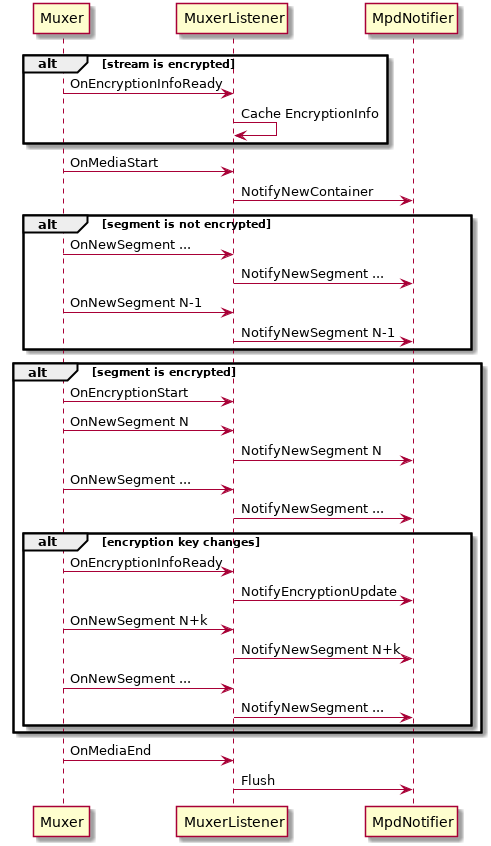 Muxer MuxerListener MpdNotifier
alt [stream is encrypted]
OnEncryptionInfoReady
Cache EncryptionInfo
OnMediaStart
NotifyNewContainer
alt [segment is not encrypted]
OnNewSegment ...
NotifyNewSegment ...
OnNewSegment N-1
NotifyNewSegment N-1
alt [segment is encrypted]
OnEncryptionStart
OnNewSegment N
NotifyNewSegment N
OnNewSegment ...
NotifyNewSegment ...
alt [encryption key changes]
OnEncryptionInfoReady
NotifyEncryptionUpdate
OnNewSegment N+k
NotifyNewSegment N+k
OnNewSegment ...
NotifyNewSegment ...
OnMediaEnd
Flush
Muxer MuxerListener MpdNotifier